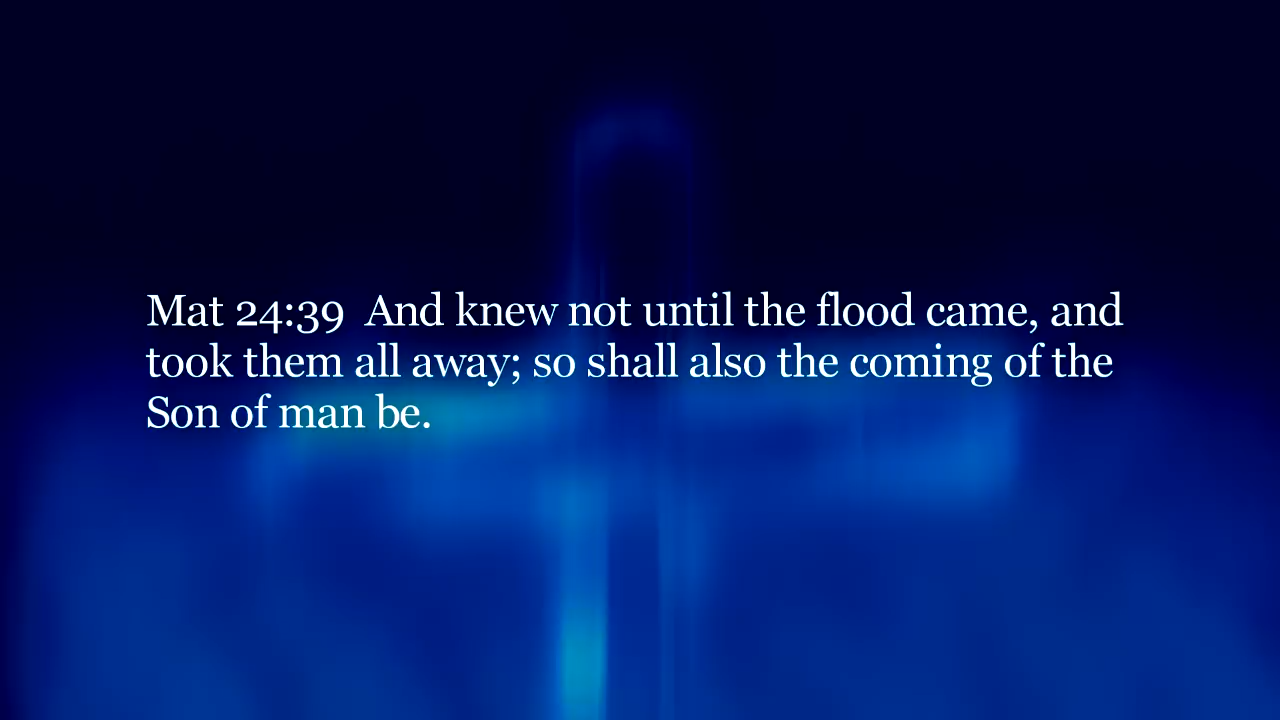 Mat 24:39  And knew not until the flood came, and
took them all away; so shall also the coming of the
Son of man be.